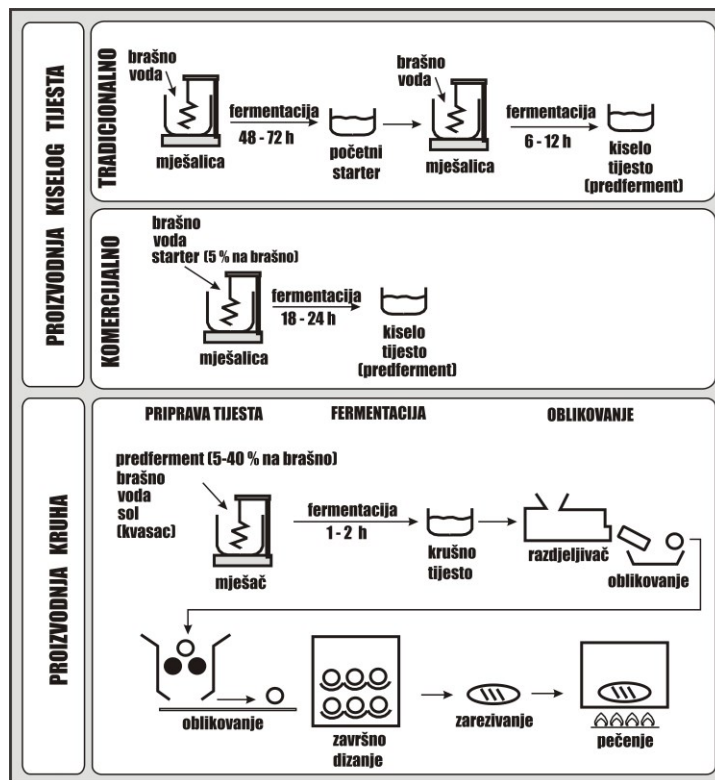 PROIZVODNJA KISELOG TIJESTA
TRADICIONALNO
brašno
voda
mješalica
fermentacija
48 - 72 h
početni
starter
brašno
voda
mješalica
fermentacija
6 - 12 h
kiselo
tijesto
(predferment)
KOMERCIJALNO
brašno
voda
starter (5 % na brašno)
mješalica
fermentacija
18 - 24 h
kiselo
tijesto
(predferment)
PROIZVODNJA KRUHA
PRIPRAVA TIJESTA
FERMENTACIJA
OBLIKOVANJE
predferment (5-40 % na brašno)
brašno
voda
sol
(kvasac)
mješač
fermentacija
1 - 2 h
krušno
tijesto
razdjeljivač
oblikovanje
oblikovanje
završno
dizanje
zarezivanje
pečenje